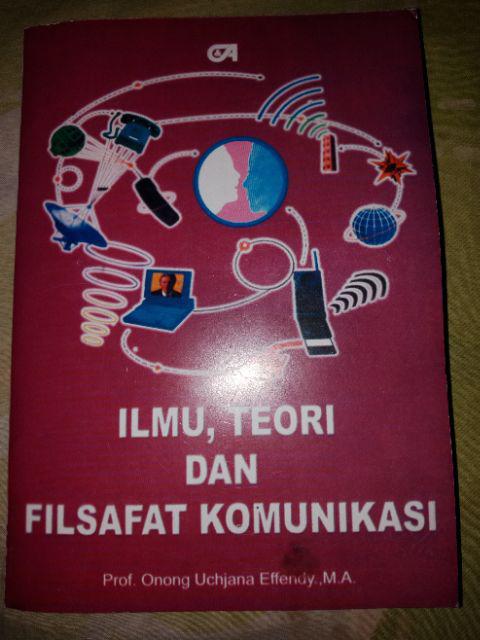 ILMU, TEORI
DAN
FILSAFAT KOMUNIKASI
Prof. Onong Uchjana Effendy.,M.A.